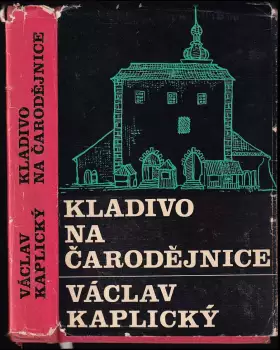 KLADIVO
NA
ČARODĚJNICE
VÁCLAV
KAPLICKÝ
VÁCLAV
KAPLICKÝ
KLADIVO
NA ČARODĚJNICE